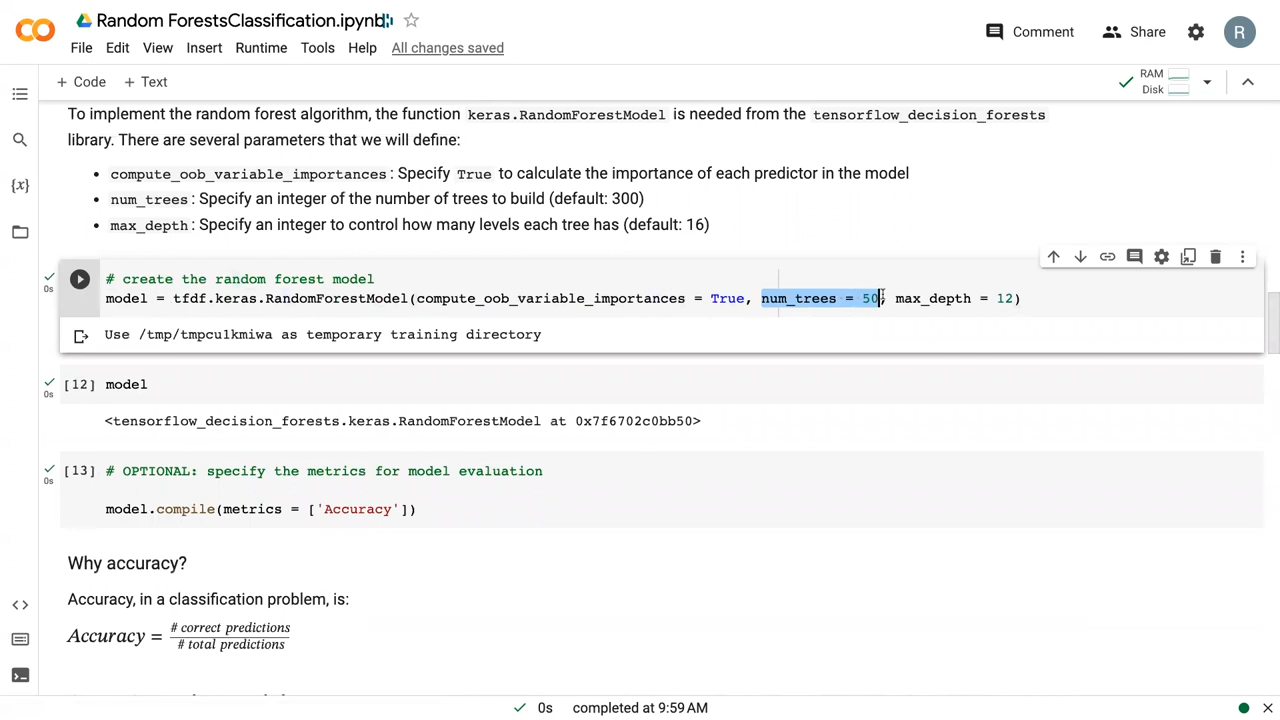 Random ForestsClassification.ipynb
File Edit View Insert Runtime Tools Help All changes saved
Comment Share R
+ Code + Text
RAM
Disk
To implement the random forest algorithm, the function keras.RandomForestModel is needed from the tensorflow_decision_forests
library. There are several parameters that we will define:
• compute_oob_variable_importances: Specify True to calculate the importance of each predictor in the model
• num_trees: Specify an integer of the number of trees to build (default: 300)
• max_depth: Specify an integer to control how many levels each tree has (default: 16)
0s
# create the random forest model
model = tfdf.keras.RandomForestModel(compute_oob_variable_importances = True, num_trees = 50, max_depth = 12)
Use /tmp/tmpcu1kmiwa as temporary training directory
[12] model
0s
<tensorflow_decision_forests.keras.RandomForestModel at 0x7f6702c0bb50>
[13] # OPTIONAL: specify the metrics for model evaluation
0s
model.compile(metrics = ['Accuracy'])
Why accuracy?
Accuracy, in a classification problem, is:
Accuracy = # correct predictions
# total predictions
0s completed at 9:59 AM